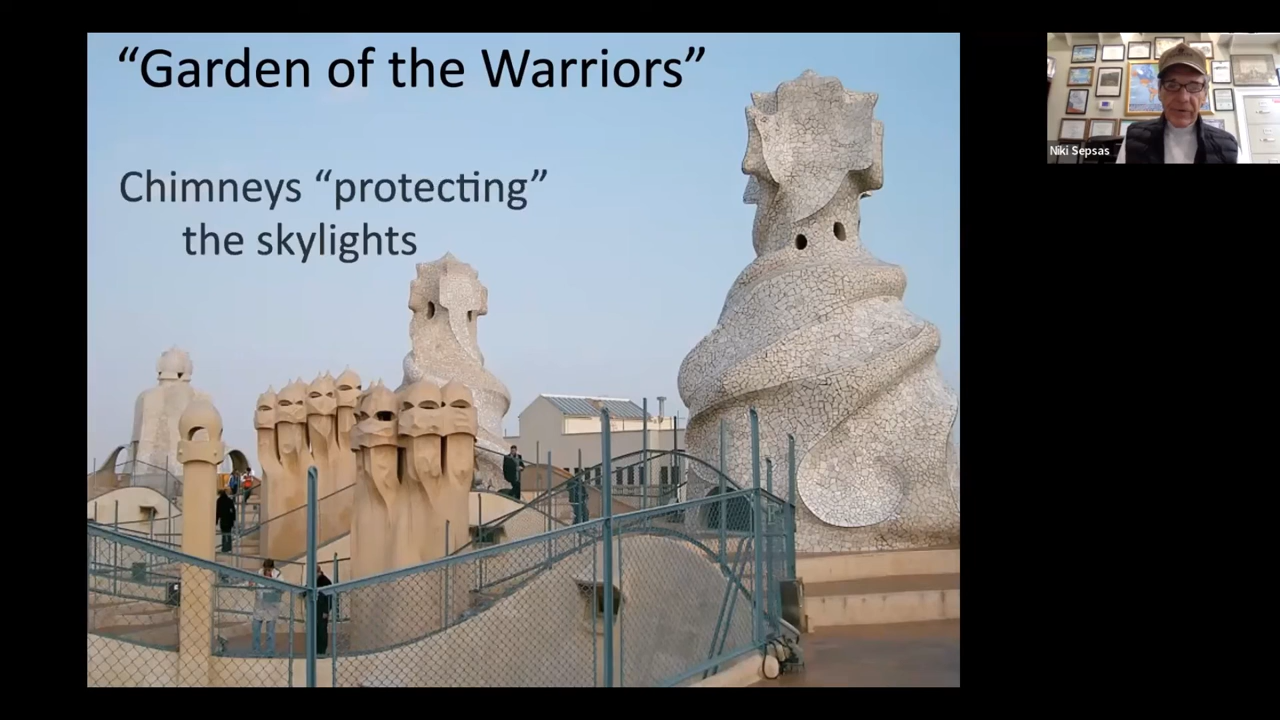 “Garden of the Warriors”
Chimneys “protecting”
the skylights
Niki Sepsas